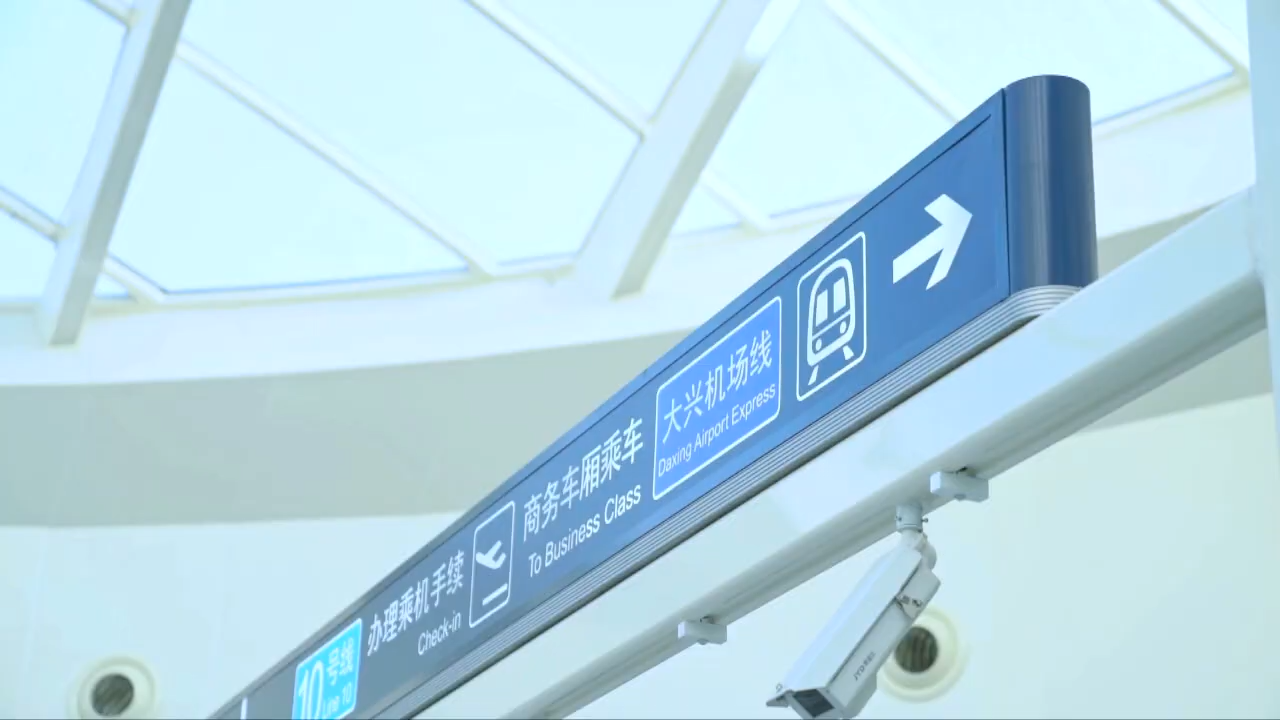 10号线
Line 10
办理乘机手续
Check-in
商务车厢乘车
To Business Class
大兴机场线
Daxing Airport Express